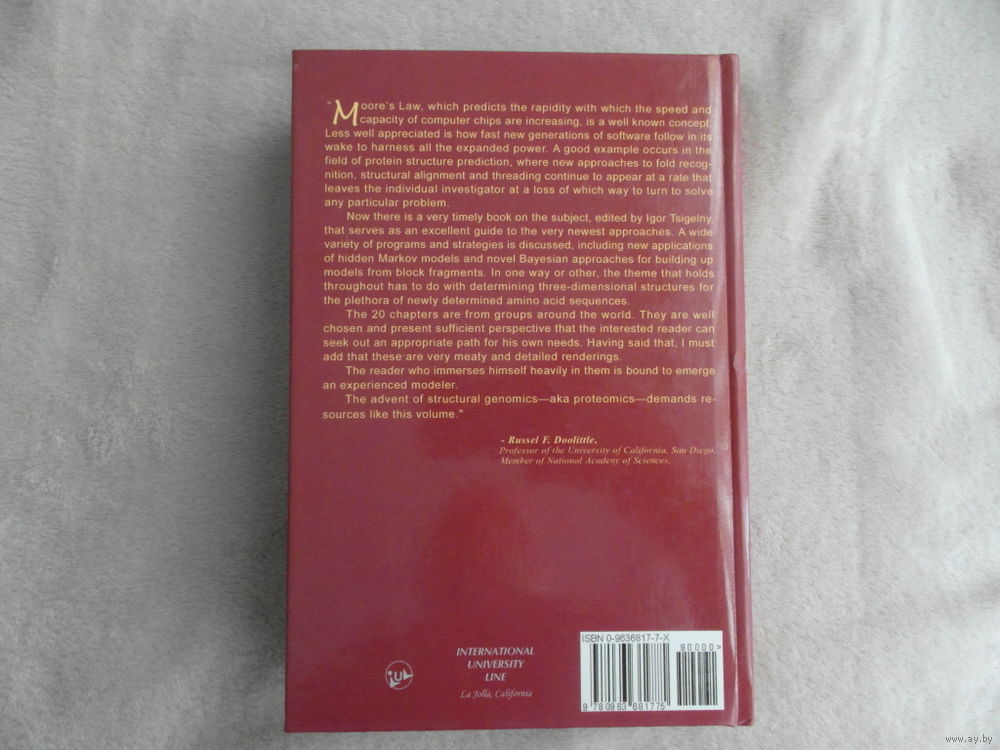 "Moore's Law, which predicts the rapidity with which the speed and
capacity of computer chips are increasing, is a well known concept.
Less well appreciated is how fast new generations of software follow in its
wake to harness all the expanded power. A good example occurs in the
field of protein structure prediction, where new approaches to fold recog-
nition, structural alignment and threading continue to appear at a rate that
leaves the individual investigator at a loss of which way to turn to solve
any particular problem.
Now there is a very timely book on the subject, edited by Igor Tsigelny,
that serves as an excellent guide to the very newest approaches. A wide
variety of programs and strategies is discussed, including new applications
of hidden Markov models and novel Bayesian approaches for building up
models from block fragments. In one way or other, the theme that holds
throughout has to do with determining three-dimensional structures for
the plethora of newly determined amino acid sequences.
The 20 chapters are from groups around the world. They are well
chosen and present sufficient perspective that the interested reader can
seek out an appropriate path for his own needs. Having said that, I must
add that these are very meaty and detailed renderings.
The reader who immerses himself heavily in them is bound to emerge
an experienced modeler.
The advent of structural genomics—aka proteomics—demands re-
sources like this volume."
- Russel F. Doolittle,
Professor of the University of California, San Diego,
Member of National Academy of Sciences.
ISBN 0-9636817-7-X
90000>
9 780963 681775
iUL
INTERNATIONAL
UNIVERSITY
LINE
La Jolla, California
www.ay.by